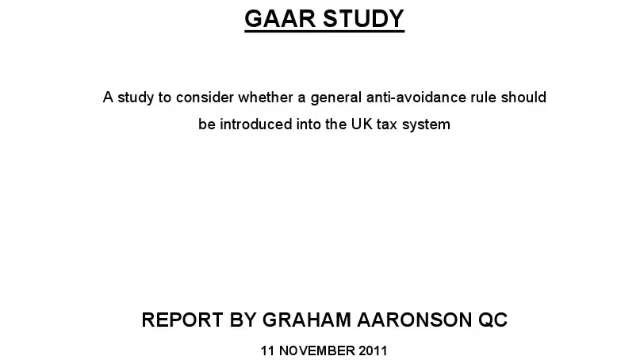 GAAR STUDY
A study to consider whether a general anti-avoidance rule should
be introduced into the UK tax system
REPORT BY GRAHAM AARONSON QC
11 NOVEMBER 2011